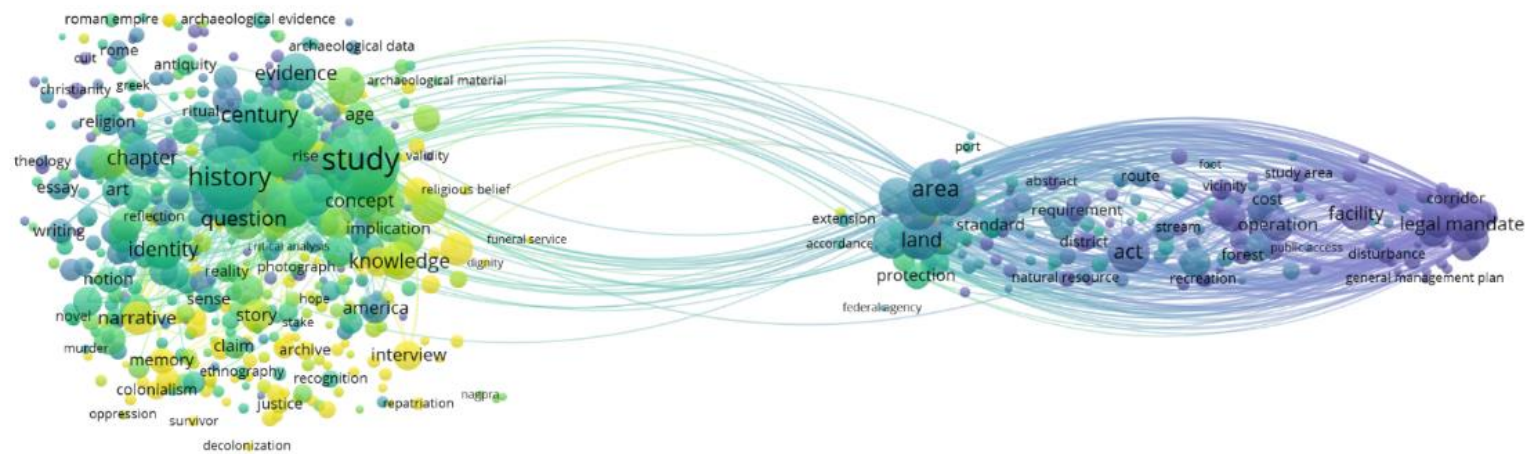 roman empire
archaeological evidence
rome
archaeological data
cult
antiquity
evidence
christianity
greek
archaeological material
religion
ritual
century
age
theology
chapter
rise
study
validity
essay
art
history
religious belief
reflection
concept
writing
question
implication
identity
critical analysis
funeral service
notion
reality
photograph
knowledge
dignity
sense
hope
novel
narrative
story
stake
america
murder
memory
claim
archive
interview
colonialism
ethnography
recognition
oppression
survivor
justice
repatriation
nagpra
decolonization
port
area
abstract
route
foot
study area
vicinity
corridor
extension
standard
requirement
cost
facility
legal mandate
accordance
land
district
act
stream
operation
public access
forest
disturbance
protection
natural resource
recreation
general management plan
federal agency